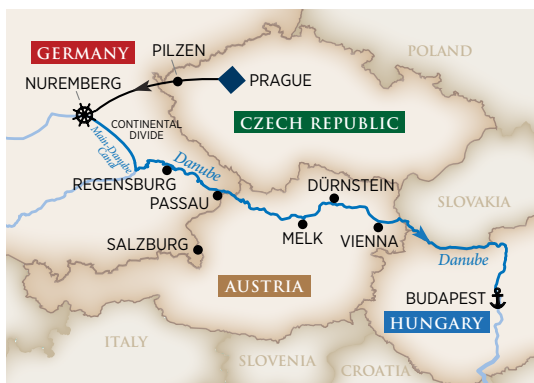 PILZEN
GERMANY
POLAND
NUREMBERG
PRAGUE
CONTINENTAL
DIVIDE
CZECH REPUBLIC
Main-Danube
Canal
Danube
REGENSBURG
DÜRNSTEIN
PASSAU
SLOVAKIA
SALZBURG
MELK
VIENNA
Danube
AUSTRIA
BUDAPEST
HUNGARY
ITALY
SLOVENIA
CROATIA